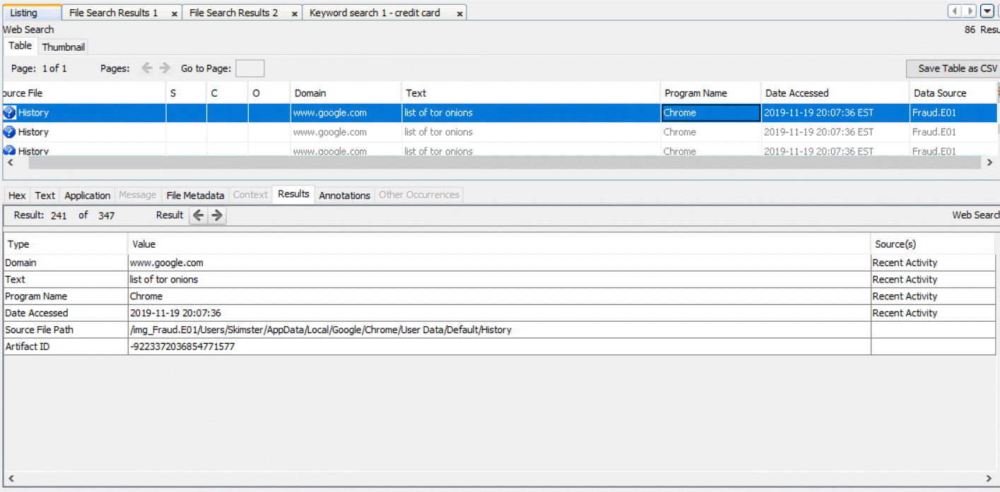 Listing File Search Results 1 x File Search Results 2 x Keyword search 1 - credit card x
Web Search 86 Resu
Table Thumbnail
Page: 1 of 1 Pages: Go to Page: Save Table as CSV
ource File S C O Domain Text Program Name Date Accessed Data Source
History www.google.com list of tor onions Chrome 2019-11-19 20:07:36 EST Fraud.E01
History www.google.com list of tor onions Chrome 2019-11-19 20:07:36 EST Fraud.E01
History www.google.com list of tor onions Chrome 2019-11-19 20:07:36 EST Fraud.E01
Hex Text Application Message File Metadata Context Results Annotations Other Occurrences
Result: 241 of 347 Result Web Search
Type Value Source(s)
Domain www.google.com Recent Activity
Text list of tor onions Recent Activity
Program Name Chrome Recent Activity
Date Accessed 2019-11-19 20:07:36 Recent Activity
Source File Path /img_Fraud.E01/Users/Skimster/AppData/Local/Google/Chrome/User Data/Default/History
Artifact ID -9223372036854771577